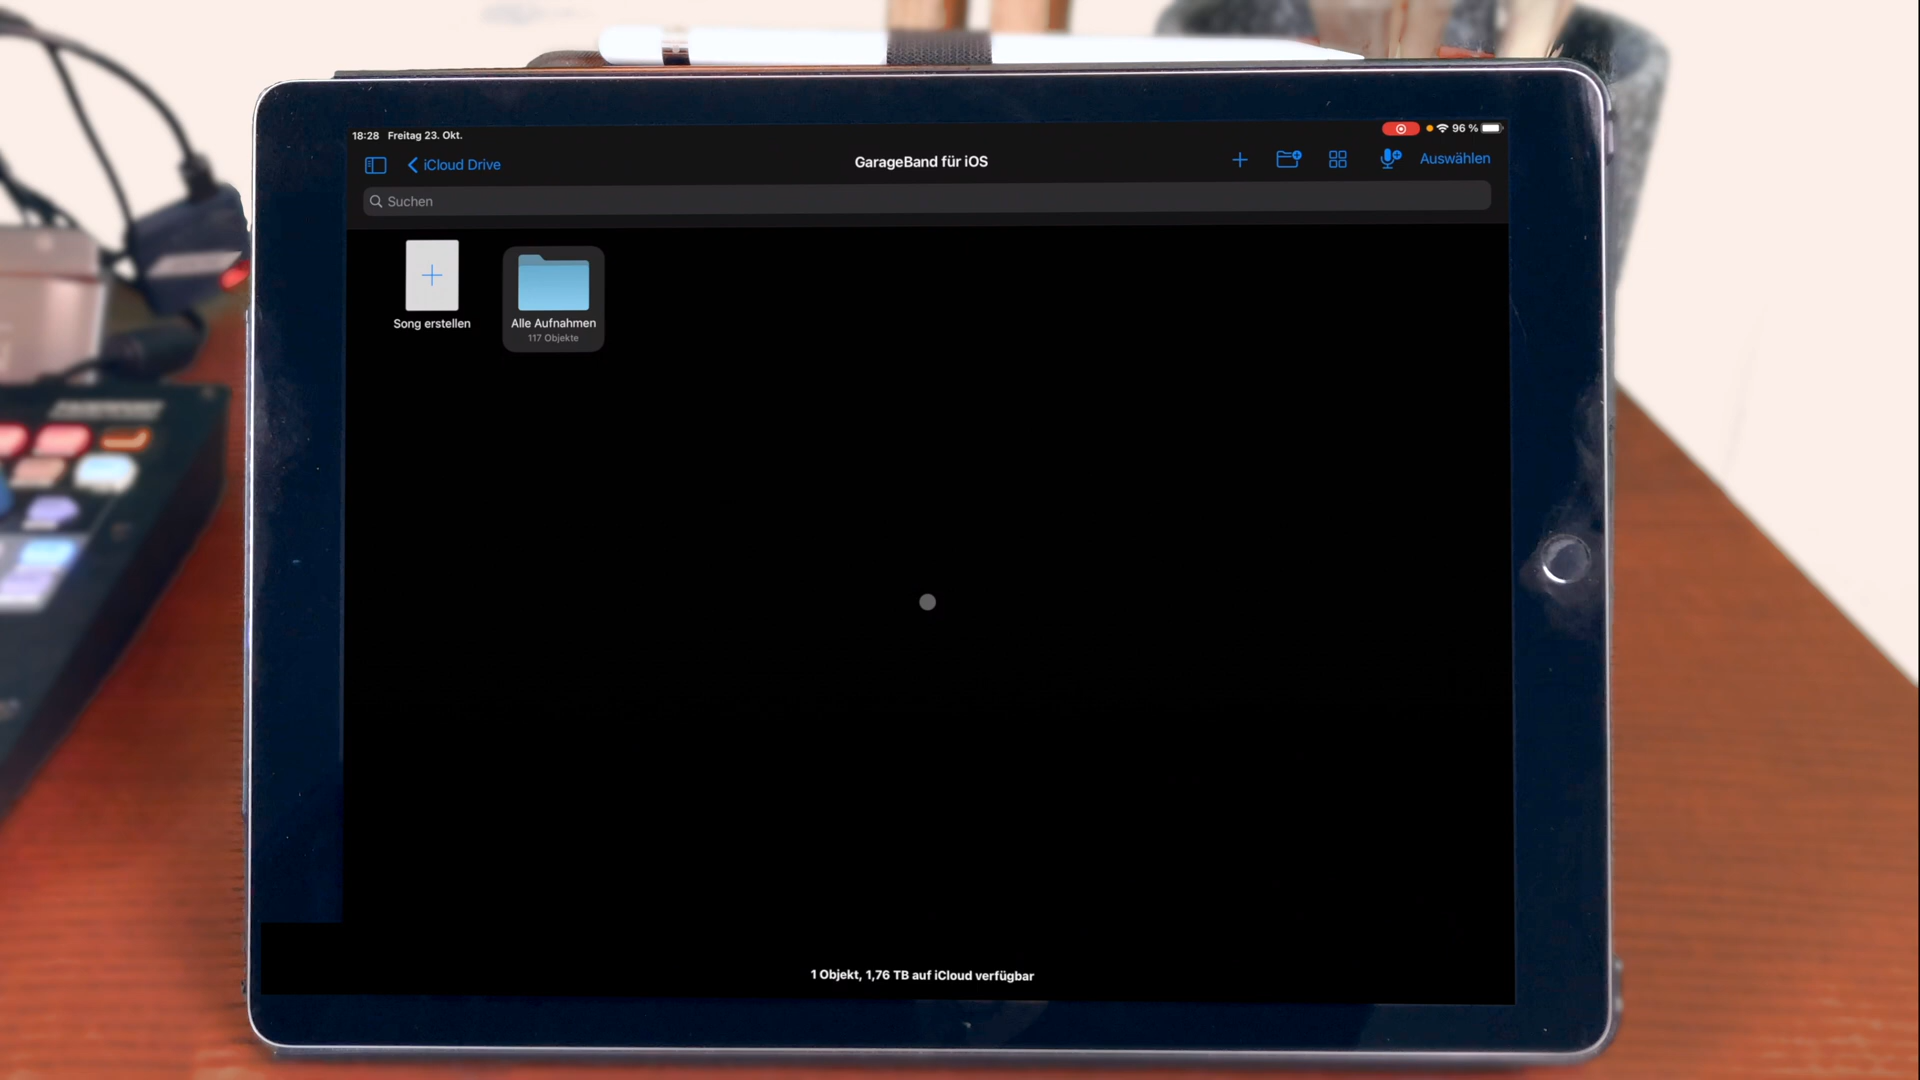 18:28 Freitag 23. Okt.
96 %
iCloud Drive
GarageBand für iOS
Auswählen
Suchen
Song erstellen
Alle Aufnahmen
117 Objekte
1 Objekt, 1,76 TB auf iCloud verfügbar